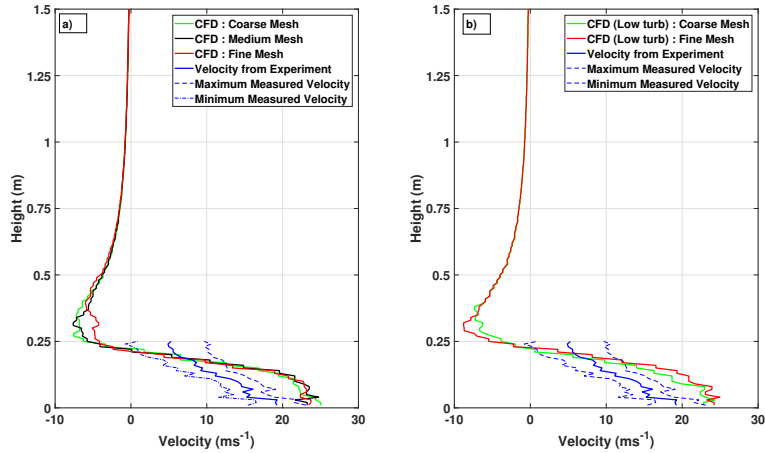 a)
CFD : Coarse Mesh
CFD : Medium Mesh
CFD : Fine Mesh
Velocity from Experiment
Maximum Measured Velocity
Minimum Measured Velocity
1.5
1.25
1
0.75
0.5
0.25
0
-10 0 10 20 30
Height (m)
Velocity (ms⁻¹)
b)
CFD (Low turb) : Coarse Mesh
CFD (Low turb) : Fine Mesh
Velocity from Experiment
Maximum Measured Velocity
Minimum Measured Velocity
1.5
1.25
1
0.75
0.5
0.25
0
-10 0 10 20 30
Height (m)
Velocity (ms⁻¹)